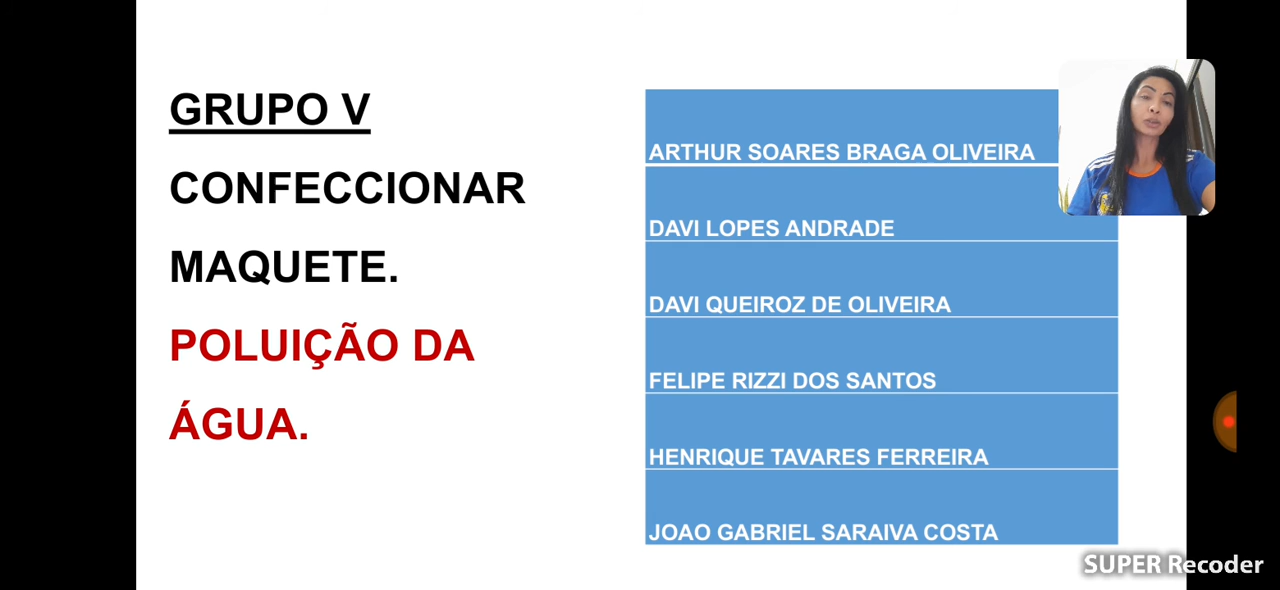 GRUPO V
CONFECCIONAR
MAQUETE.
POLUIÇÃO DA
ÁGUA.
ARTHUR SOARES BRAGA OLIVEIRA
DAVI LOPES ANDRADE
DAVI QUEIROZ DE OLIVEIRA
FELIPE RIZZI DOS SANTOS
HENRIQUE TAVARES FERREIRA
JOAO GABRIEL SARAIVA COSTA
SUPER Recoder